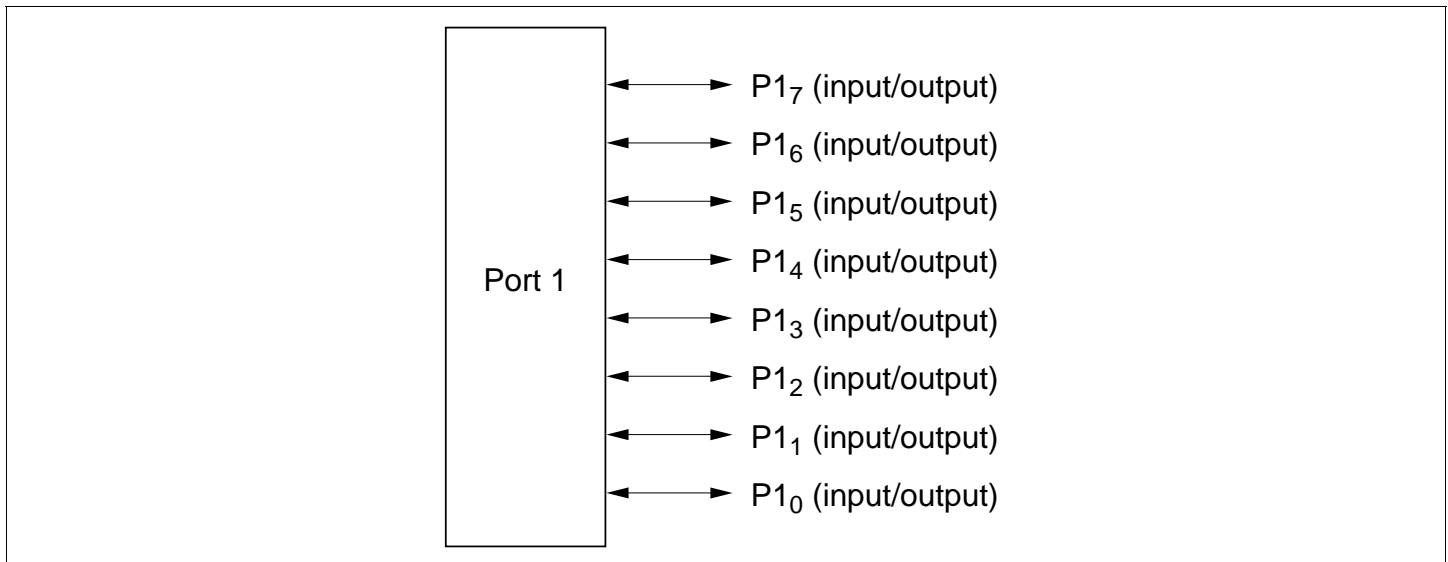 P1₇ (input/output)
P1₆ (input/output)
P1₅ (input/output)
P1₄ (input/output)
Port 1
P1₃ (input/output)
P1₂ (input/output)
P1₁ (input/output)
P1₀ (input/output)